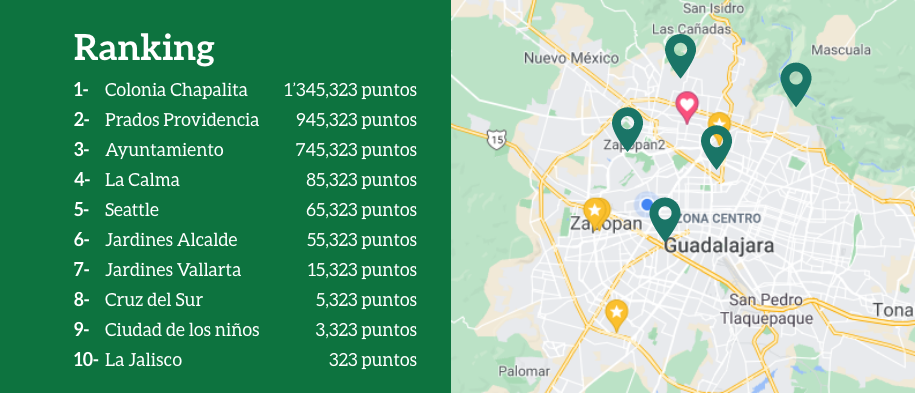 Ranking
1- Colonia Chapalita 1'345,323 puntos
2- Prados Providencia 945,323 puntos
3- Ayuntamiento 745,323 puntos
4- La Calma 85,323 puntos
5- Seattle 65,323 puntos
6- Jardines Alcalde 55,323 puntos
7- Jardines Vallarta 15,323 puntos
8- Cruz del Sur 5,323 puntos
9- Ciudad de los niños 3,323 puntos
10- La Jalisco 323 puntos
San Isidro
Las Cañadas
Mascuala
Nuevo México
15
Zapopan2
Zapopan
ZONA CENTRO
Guadalajara
San Pedro
Tlaquepaque
Tona
Palomar